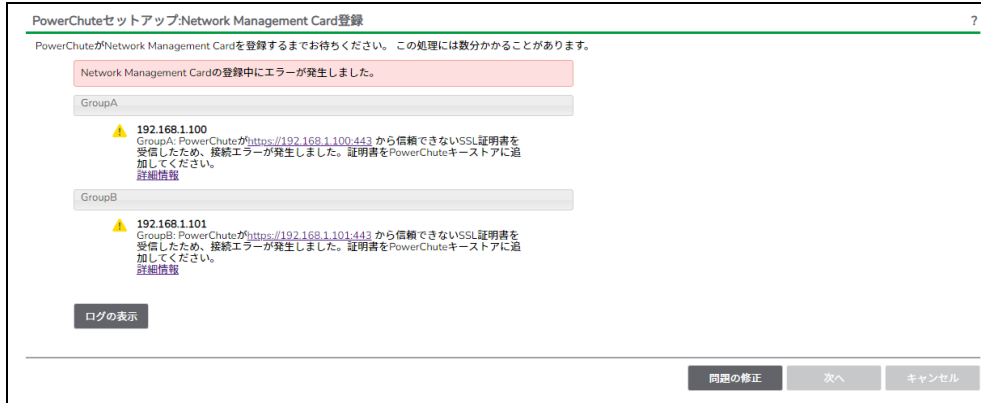 PowerChuteセットアップ:Network Management Card登録
?
PowerChuteがNetwork Management Cardを登録するまでお待ちください。 この処理には数分かかることがあります。
Network Management Cardの登録中にエラーが発生しました。
GroupA
192.168.1.100
GroupA: PowerChuteがhttps://192.168.1.100:443 から信頼できないSSL証明書を
受信したため、接続エラーが発生しました。証明書をPowerChuteキーストアに追
加してください。
詳細情報
GroupB
192.168.1.101
GroupB: PowerChuteがhttps://192.168.1.101:443 から信頼できないSSL証明書を
受信したため、接続エラーが発生しました。証明書をPowerChuteキーストアに追
加してください。
詳細情報
ログの表示
問題の修正
次へ
キャンセル